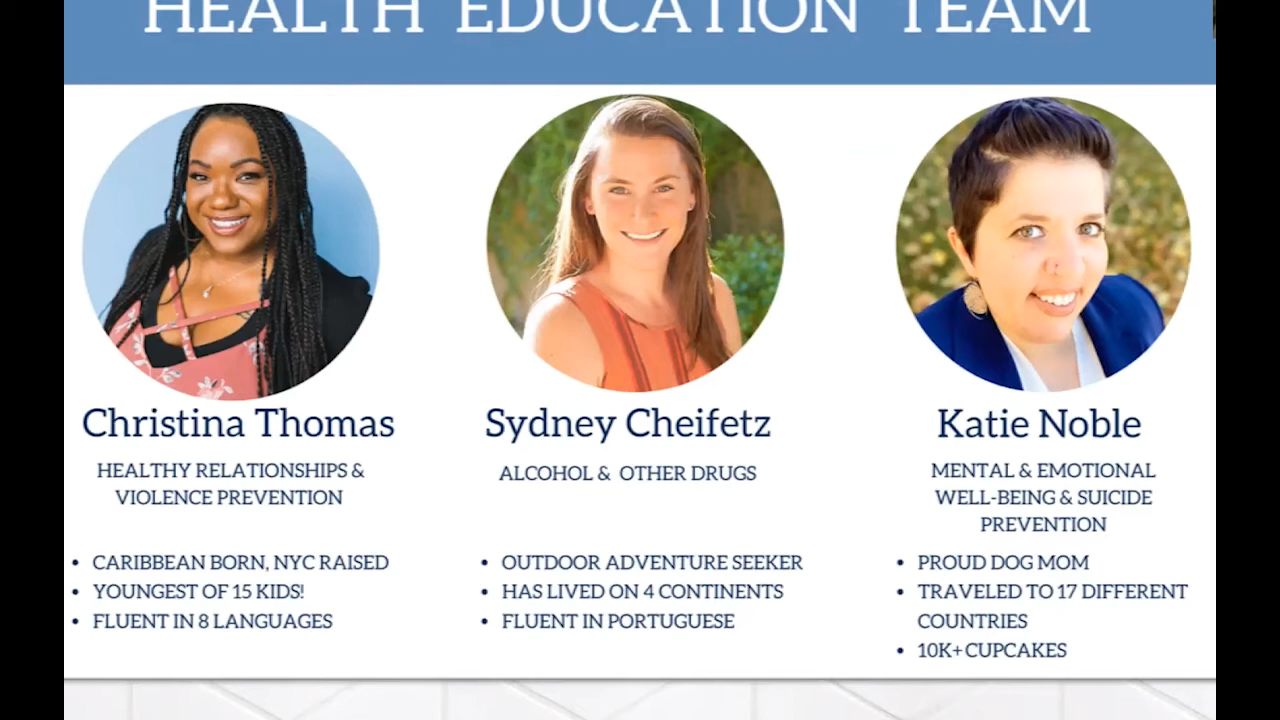 HEALTH EDUCATION TEAM
Christina Thomas
HEALTHY RELATIONSHIPS &
VIOLENCE PREVENTION
• CARIBBEAN BORN, NYC RAISED
• YOUNGEST OF 15 KIDS!
• FLUENT IN 8 LANGUAGES
Sydney Cheifetz
ALCOHOL & OTHER DRUGS
• OUTDOOR ADVENTURE SEEKER
• HAS LIVED ON 4 CONTINENTS
• FLUENT IN PORTUGUESE
Katie Noble
MENTAL & EMOTIONAL
WELL-BEING & SUICIDE
PREVENTION
• PROUD DOG MOM
• TRAVELED TO 17 DIFFERENT
COUNTRIES
• 10K+ CUPCAKES